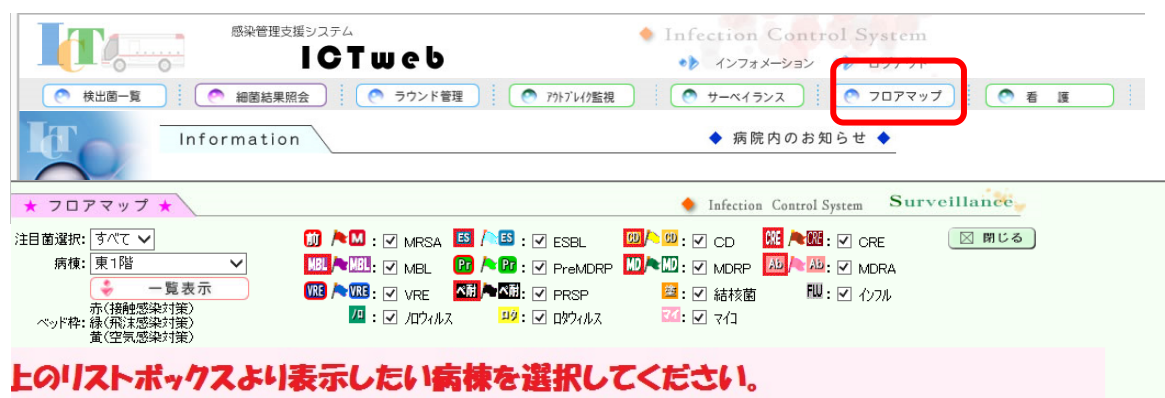 ICT
感染管理支援システム
ICTweb
Infection Control System
インフォメーション ログアウト
検出菌一覧 細菌結果照会 ラウンド管理 ｱｳﾄﾌﾞﾚｲｸ監視 サーベイランス フロアマップ 看 護
ICT
Information ◆ 病院内のお知らせ ◆
★ フロアマップ ★ Infection Control System Surveillance
注目菌選択: すべて 前 M : MRSA ES ES : ESBL CD CD : CD CRE CRE : CRE 閉じる
病棟: 東1階 MBL MBL : MBL Pr Pr : PreMDRP MD MD : MDRP Ab Ab : MDRA
一覧表示 VRE VRE : VRE ペ耐 ペ耐 : PRSP : 結核菌 FLU : ｲﾝﾌﾙ
赤(接触感染対策) ﾉﾛ : ﾉﾛｳｨﾙｽ ﾛﾀ : ﾛﾀｳｨﾙｽ マイ : ﾏｲｺ
ベッド枠: 緑(飛沫感染対策)
黄(空気感染対策)
上のリストボックスより表示したい病棟を選択してください。